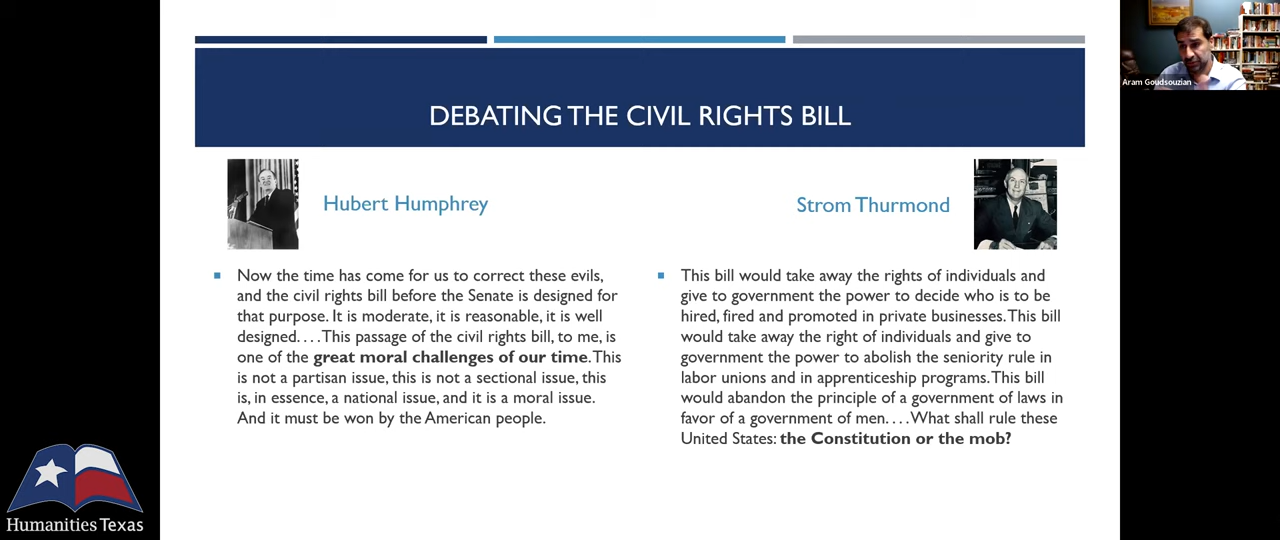 DEBATING THE CIVIL RIGHTS BILL
Aram Goudsouzian
Hubert Humphrey
Now the time has come for us to correct these evils,
and the civil rights bill before the Senate is designed for
that purpose. It is moderate, it is reasonable, it is well
designed. . . . This passage of the civil rights bill, to me, is
one of the great moral challenges of our time. This
is not a partisan issue, this is not a sectional issue, this
is, in essence, a national issue, and it is a moral issue.
And it must be won by the American people.
Strom Thurmond
This bill would take away the rights of individuals and
give to government the power to decide who is to be
hired, fired and promoted in private businesses. This bill
would take away the right of individuals and give to
government the power to abolish the seniority rule in
labor unions and in apprenticeship programs. This bill
would abandon the principle of a government of laws in
favor of a government of men. . . . What shall rule these
United States: the Constitution or the mob?
Humanities Texas